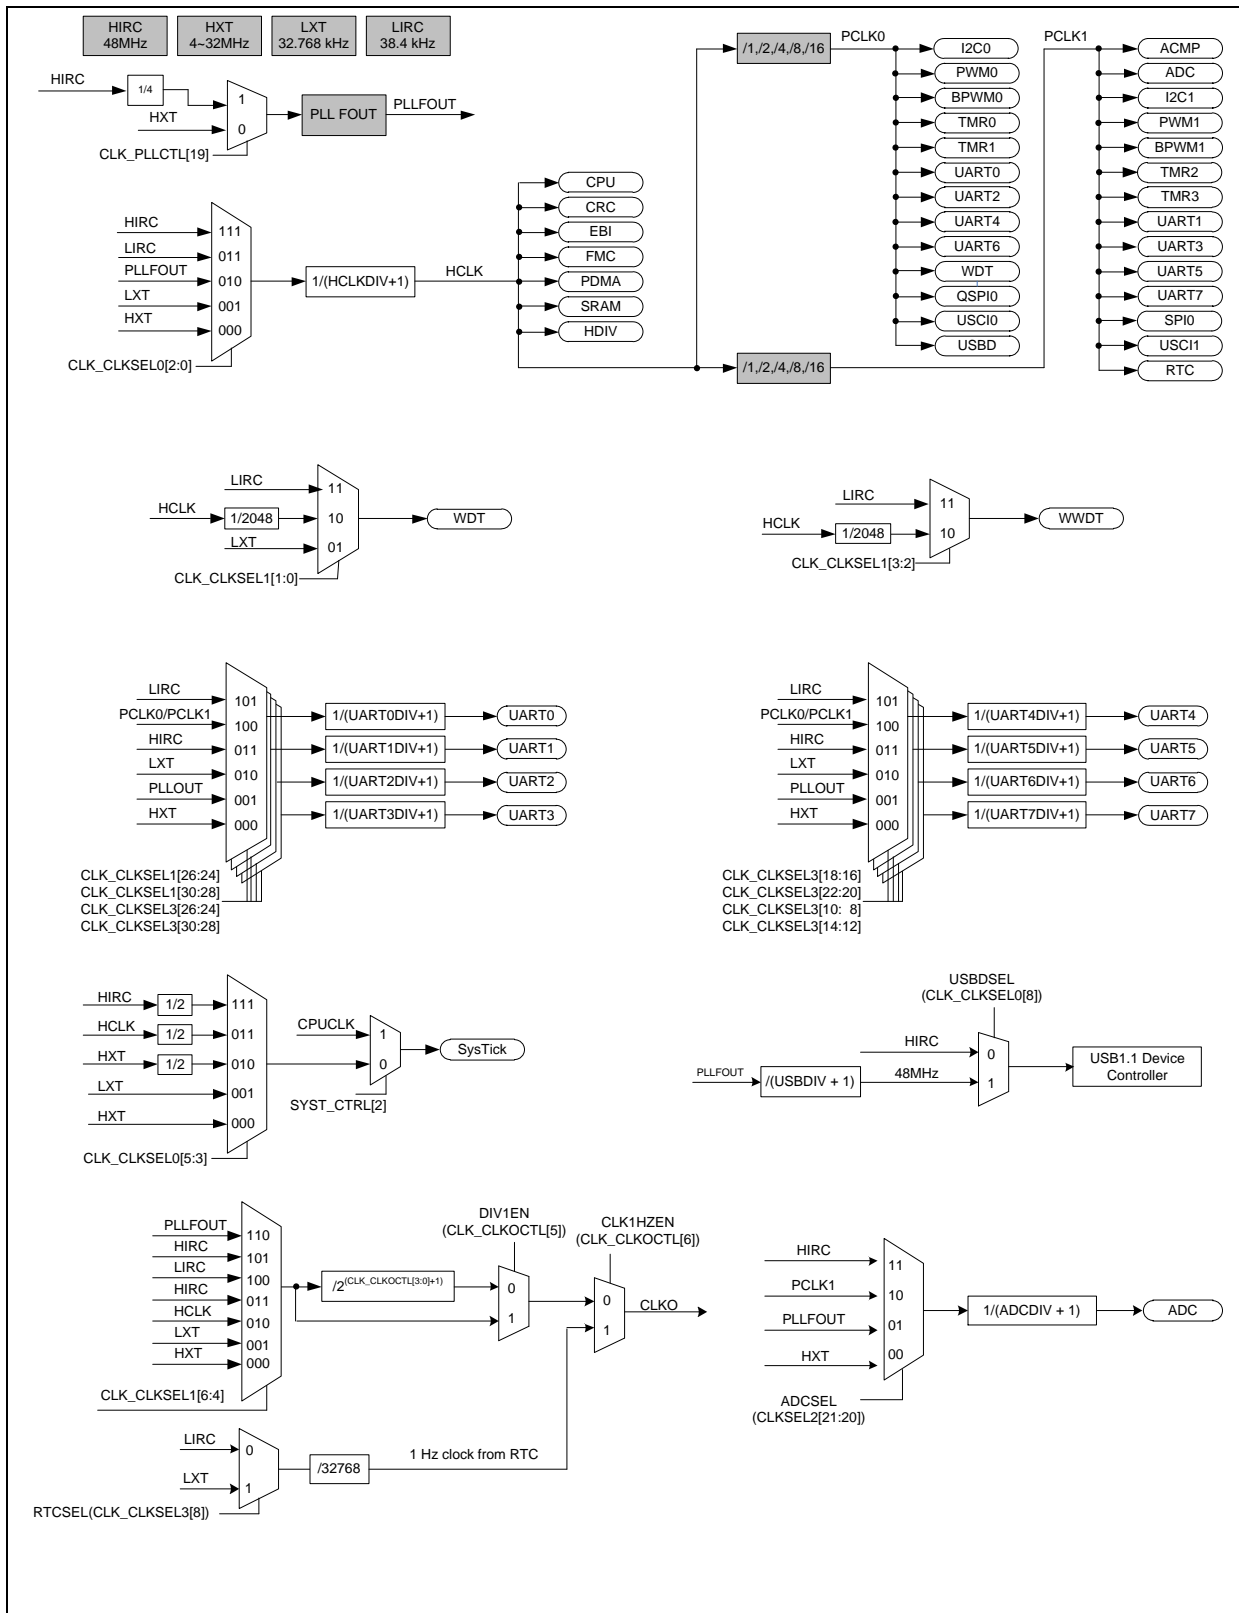 HIRC
48MHz
HXT
4~32MHz
LXT
32.768 kHz
LIRC
38.4 kHz
HIRC
1/4
HXT
1
0
PLL FOUT
PLLFOUT
CLK_PLLCTL[19]
HIRC
LIRC
PLLFOUT
LXT
HXT
111
011
010
001
000
CLK_CLKSEL0[2:0]
1/(HCLKDIV+1)
HCLK
CPU
CRC
EBI
FMC
PDMA
SRAM
HDIV
/1,/2,/4,/8,/16
PCLK0
I2C0
PWM0
BPWM0
TMR0
TMR1
UART0
UART2
UART4
UART6
WDT
QSPI0
USCI0
USBD
/1,/2,/4,/8,/16
PCLK1
ACMP
ADC
I2C1
PWM1
BPWM1
TMR2
TMR3
UART1
UART3
UART5
UART7
SPI0
USCI1
RTC
LIRC
HCLK
1/2048
LXT
11
10
01
WDT
CLK_CLKSEL1[1:0]
LIRC
HCLK
1/2048
11
10
WWDT
CLK_CLKSEL1[3:2]
LIRC
PCLK0/PCLK1
HIRC
LXT
PLLOUT
HXT
101
100
011
010
001
000
1/(UART0DIV+1)
UART0
1/(UART1DIV+1)
UART1
1/(UART2DIV+1)
UART2
1/(UART3DIV+1)
UART3
CLK_CLKSEL1[26:24]
CLK_CLKSEL1[30:28]
CLK_CLKSEL3[26:24]
CLK_CLKSEL3[30:28]
LIRC
PCLK0/PCLK1
HIRC
LXT
PLLOUT
HXT
101
100
011
010
001
000
1/(UART4DIV+1)
UART4
1/(UART5DIV+1)
UART5
1/(UART6DIV+1)
UART6
1/(UART7DIV+1)
UART7
CLK_CLKSEL3[18:16]
CLK_CLKSEL3[22:20]
CLK_CLKSEL3[10: 8]
CLK_CLKSEL3[14:12]
HIRC
1/2
HCLK
1/2
HXT
1/2
LXT
HXT
111
011
010
001
000
CLK_CLKSEL0[5:3]
CPUCLK
1
0
SYST_CTRL[2]
SysTick
USBDSEL
(CLK_CLKSEL0[8])
HIRC
PLLFOUT
/(USBDIV + 1)
48MHz
0
1
USB1.1 Device
Controller
PLLFOUT
HIRC
LIRC
HIRC
HCLK
LXT
HXT
110
101
100
011
010
001
000
CLK_CLKSEL1[6:4]
/2(CLK_CLKOCTL[3:0]+1)
DIV1EN
(CLK_CLKOCTL[5])
0
1
CLK1HZEN
(CLK_CLKOCTL[6])
0
1
CLKO
LIRC
LXT
0
1
RTCSEL(CLK_CLKSEL3[8])
/32768
1 Hz clock from RTC
HIRC
PCLK1
PLLFOUT
HXT
11
10
01
00
ADCSEL
(CLKSEL2[21:20])
1/(ADCDIV + 1)
ADC